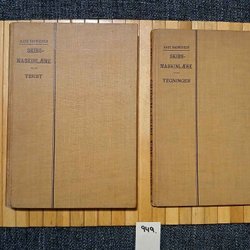 SKIBS-
MASKINLÆRE
TEKST
SKIBS-
MASKINLÆRE
TEGNINGER
949.